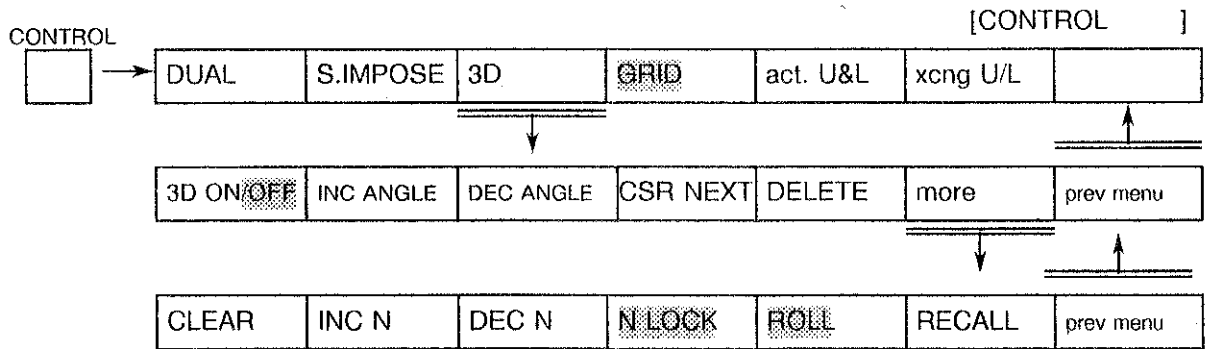 [CONTROL ]
CONTROL
DUAL S.IMPOSE 3D GRID act. U&L xcng U/L
3D ON/OFF INC ANGLE DEC ANGLE CSR NEXT DELETE more prev menu
CLEAR INC N DEC N N LOCK ROLL RECALL prev menu